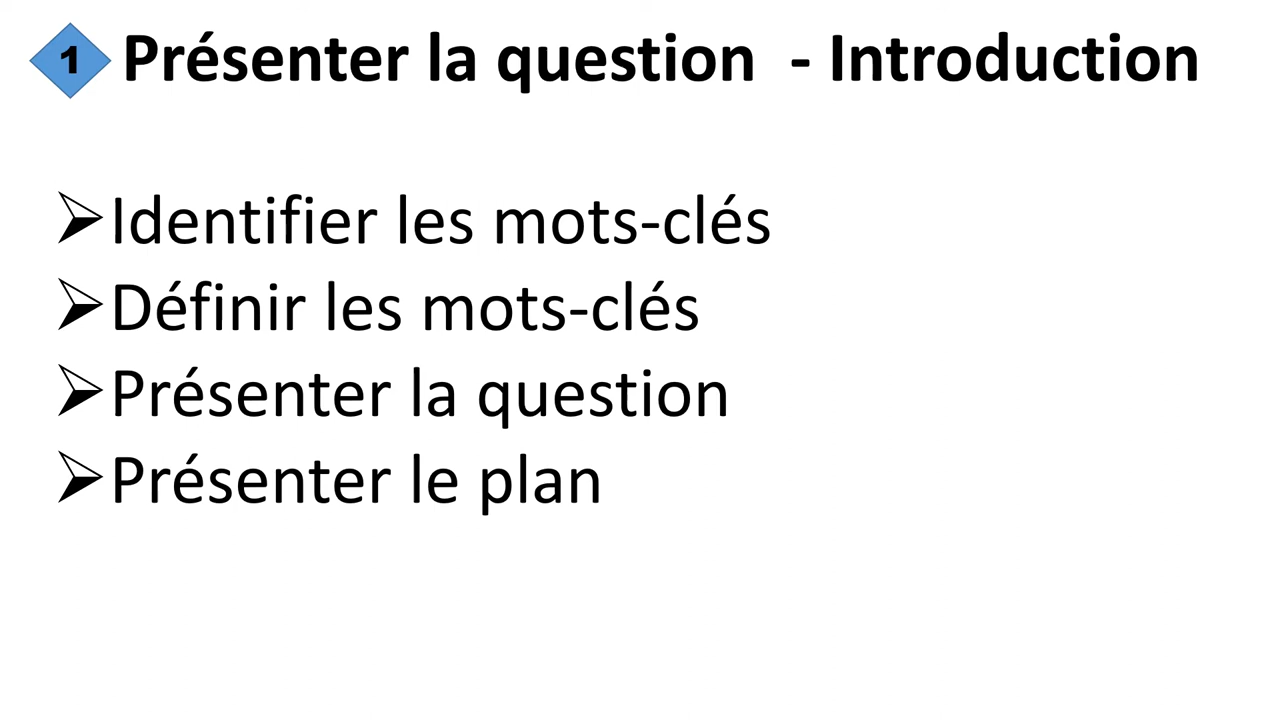 1 Présenter la question - Introduction
➢Identifier les mots-clés
➢Définir les mots-clés
➢Présenter la question
➢Présenter le plan